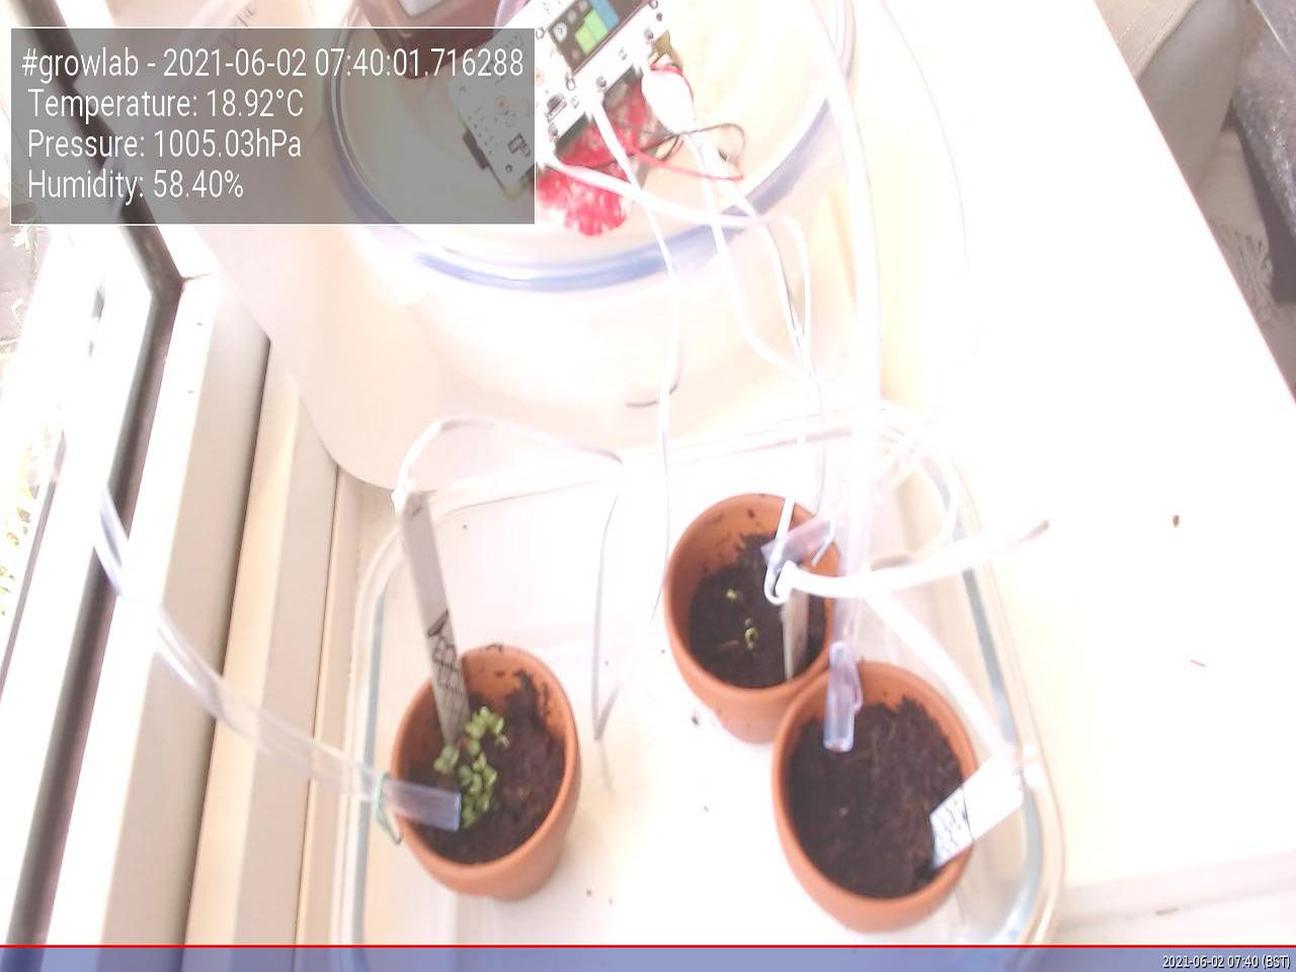 #growlab - 2021-06-02 07:40:01.716288
Temperature: 18.92°C
Pressure: 1005.03hPa
Humidity: 58.40%
2021-06-02 07:40 (BST)